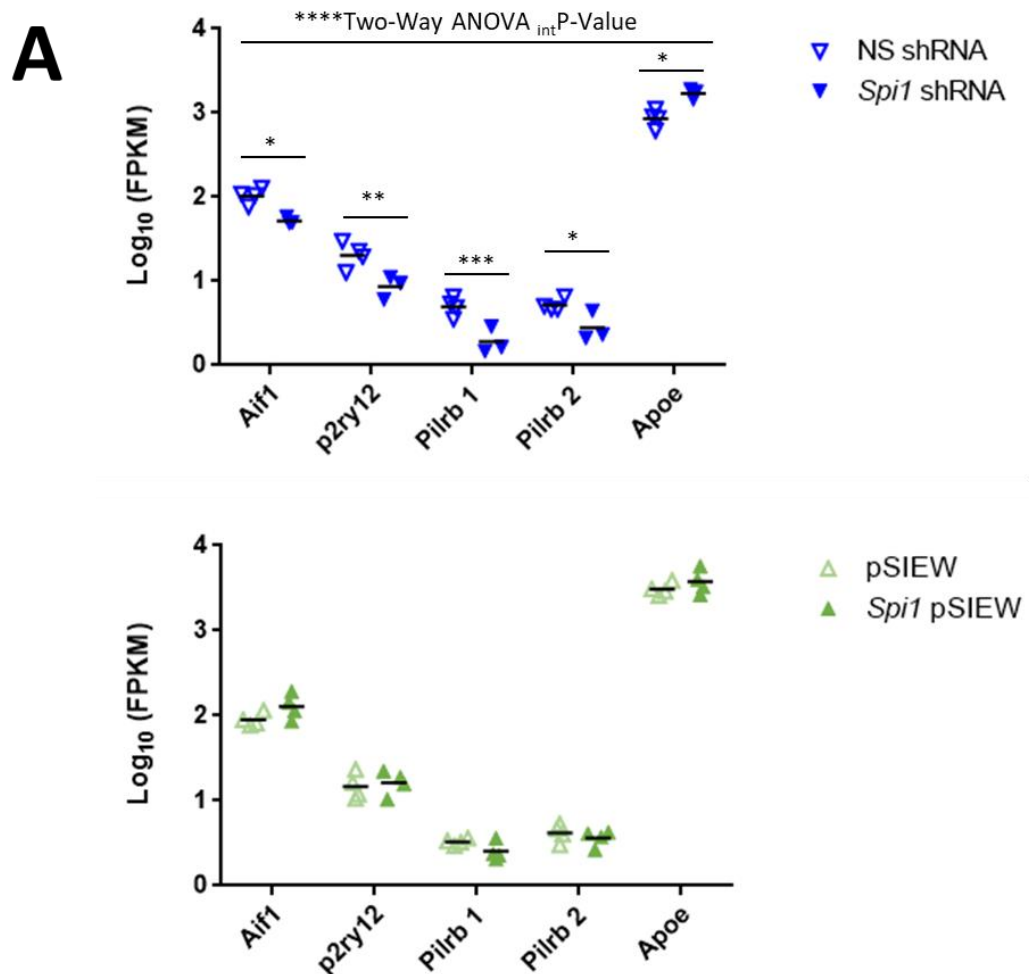 A
****Two-Way ANOVA intP-Value
NS shRNA
Spi1 shRNA
Log10 (FPKM)
4
3
2
1
0
*
**
***
*
*
Aif1
p2ry12
Pilrb 1
Pilrb 2
Apoe
pSIEW
Spi1 pSIEW
Log10 (FPKM)
4
3
2
1
0
Aif1
p2ry12
Pilrb 1
Pilrb 2
Apoe